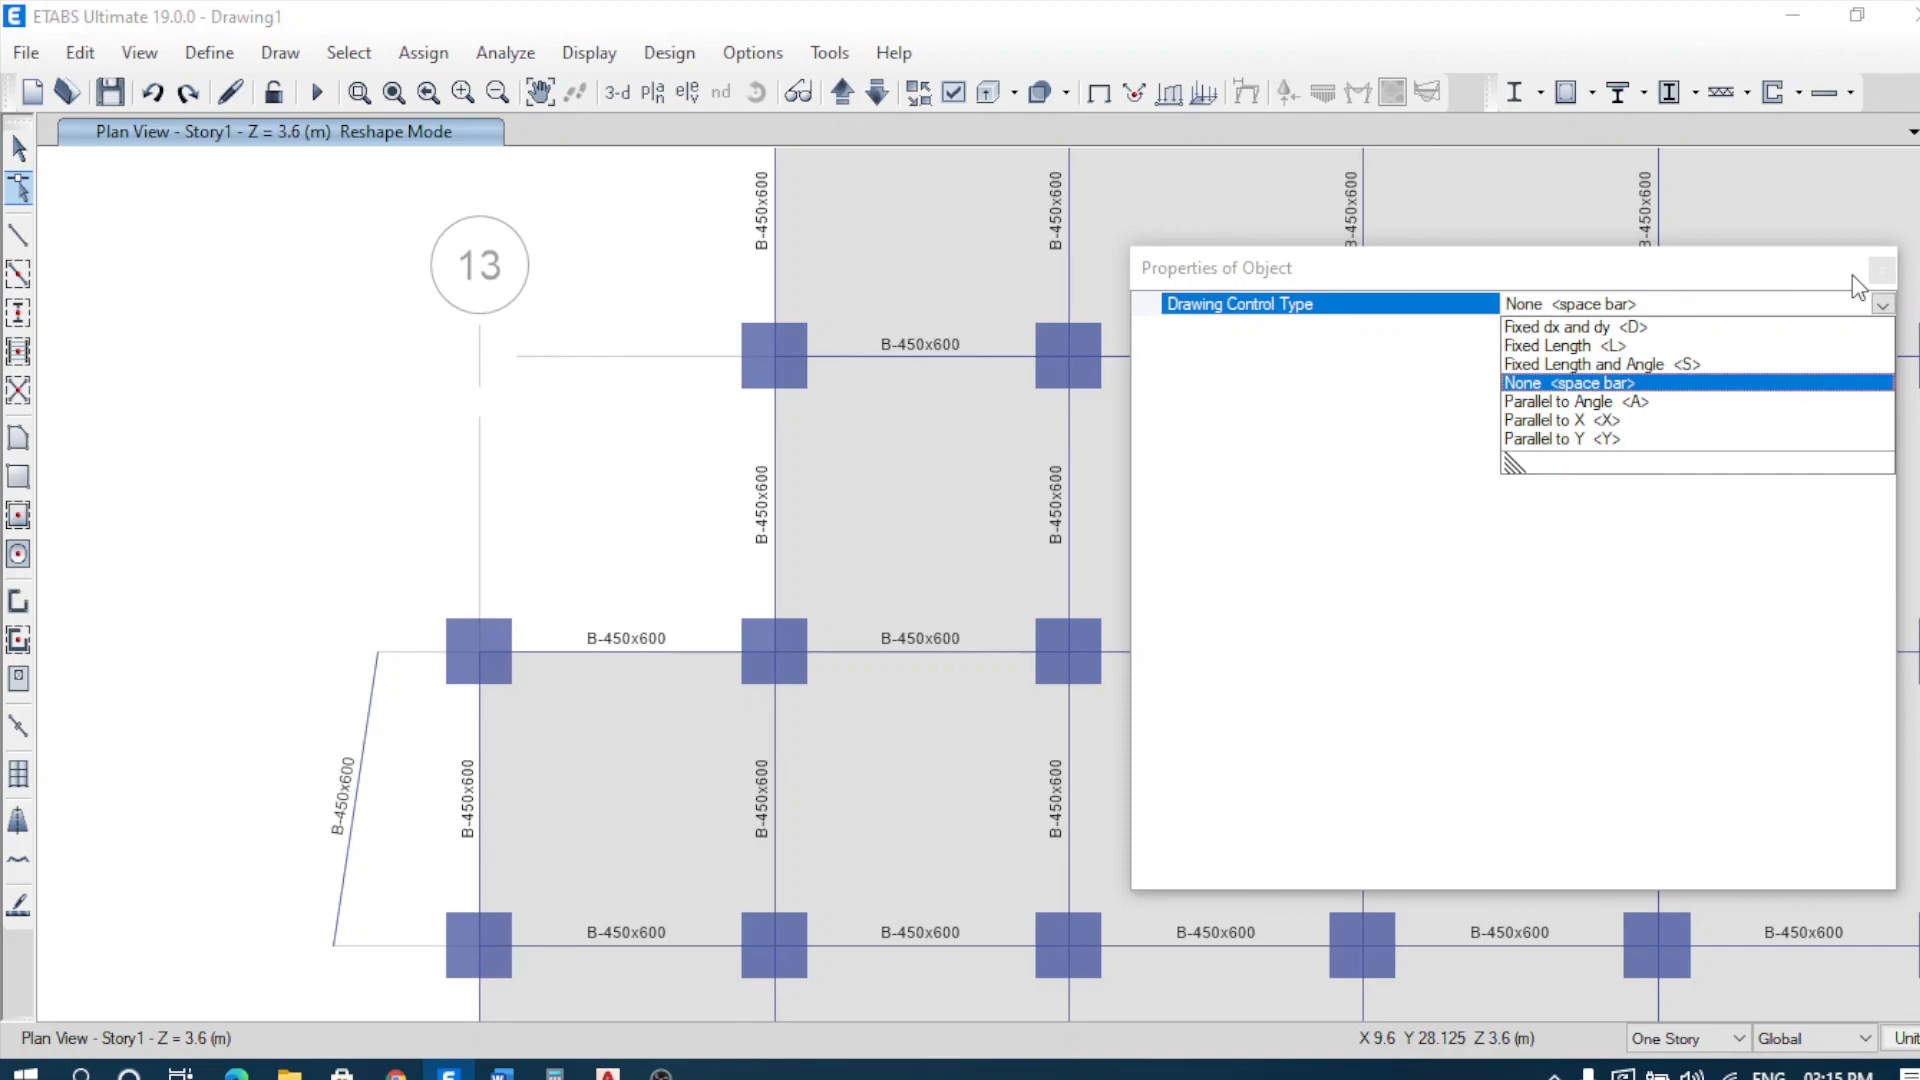 ETABS Ultimate 19.0.0 - Drawing1
File Edit View Define Draw Select Assign Analyze Display Design Options Tools Help
3-d nd
Plan View - Story1 - Z = 3.6 (m) Reshape Mode
B-450x600
B-450x600
B-450x600
B-450x600
13
Properties of Object
Drawing Control Type
None <space bar>
Fixed dx and dy <D>
Fixed Length <L>
Fixed Length and Angle <S>
None <space bar>
Parallel to Angle <A>
Parallel to X <X>
Parallel to Y <Y>
B-450x600
B-450x600
B-450x600
B-450x600
B-450x600
B-450x600
B-450x600
B-450x600
B-450x600
B-450x600
B-450x600
B-450x600
B-450x600
B-450x600
Plan View - Story1 - Z = 3.6 (m)
X 9.6 Y 28.125 Z 3.6 (m)
One Story
Global
ENG 03:15 PM